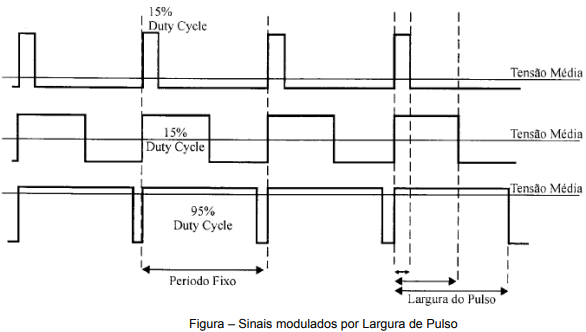 15%
Duty Cycle
Tensão Média
15%
Duty Cycle
Tensão Média
95%
Duty Cycle
Tensão Média
Período Fixo
Largura do Pulso
Figura – Sinais modulados por Largura de Pulso